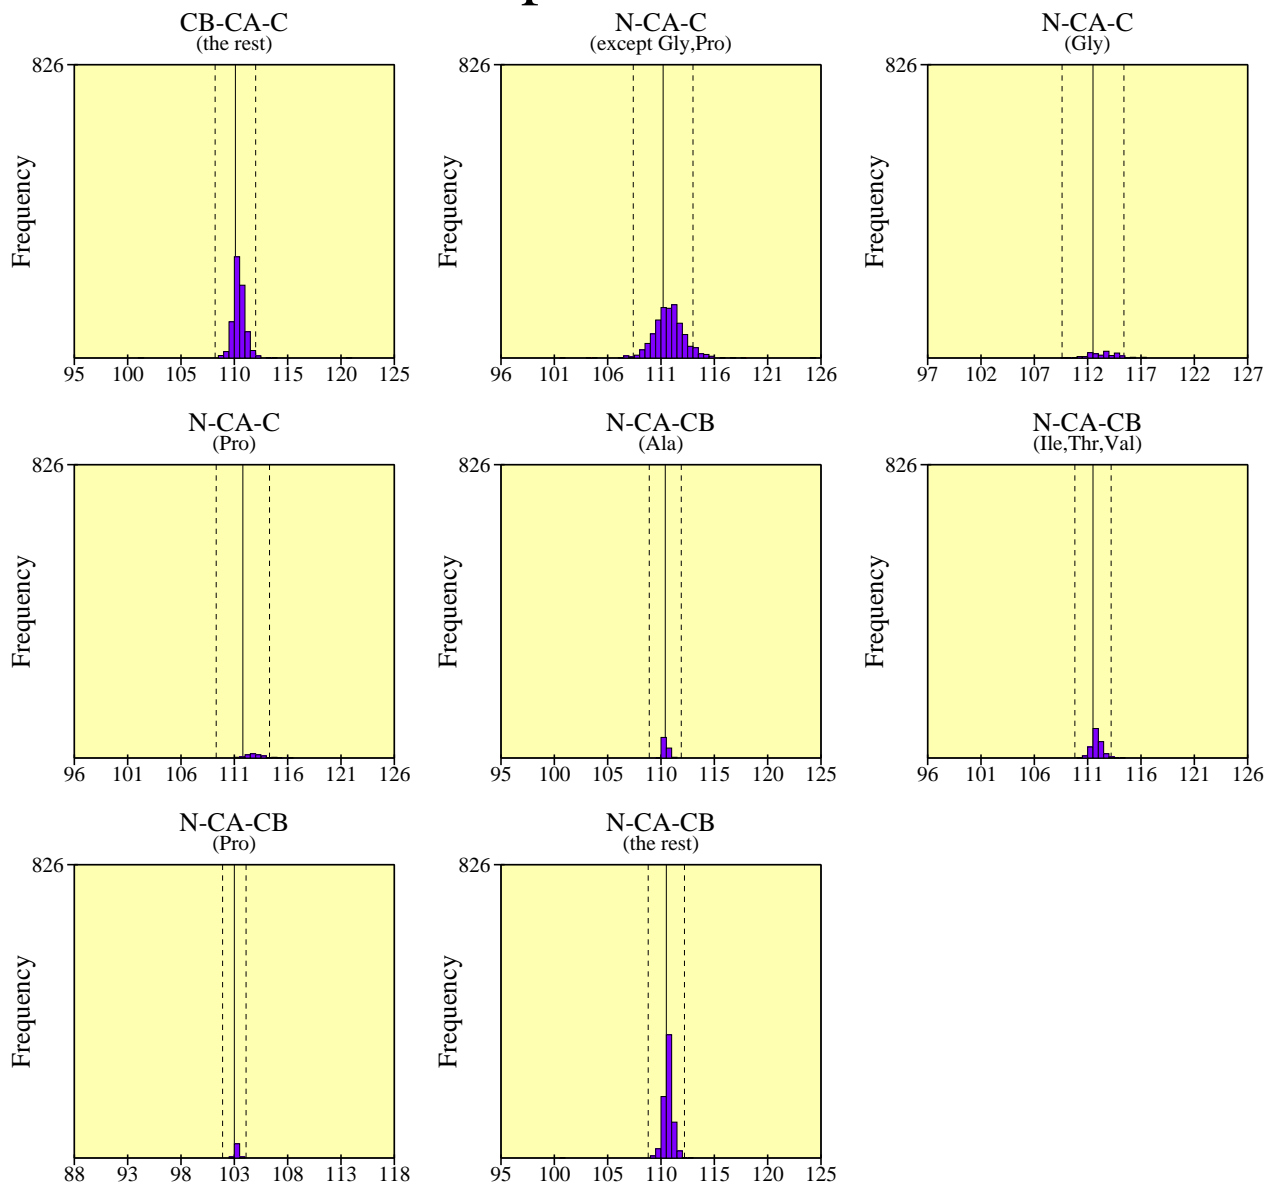 CB-CA-C N-CA-C N-CA-C
(the rest) (except Gly,Pro) (Gly)
826 826 826
Frequency Frequency Frequency
95 100 105 110 115 120 125 96 101 106 111 116 121 126 97 102 107 112 117 122 127
N-CA-C N-CA-CB N-CA-CB
(Pro) (Ala) (Ile,Thr,Val)
826 826 826
Frequency Frequency Frequency
96 101 106 111 116 121 126 95 100 105 110 115 120 125 96 101 106 111 116 121 126
N-CA-CB N-CA-CB
(Pro) (the rest)
826 826
Frequency Frequency
88 93 98 103 108 113 118 95 100 105 110 115 120 125